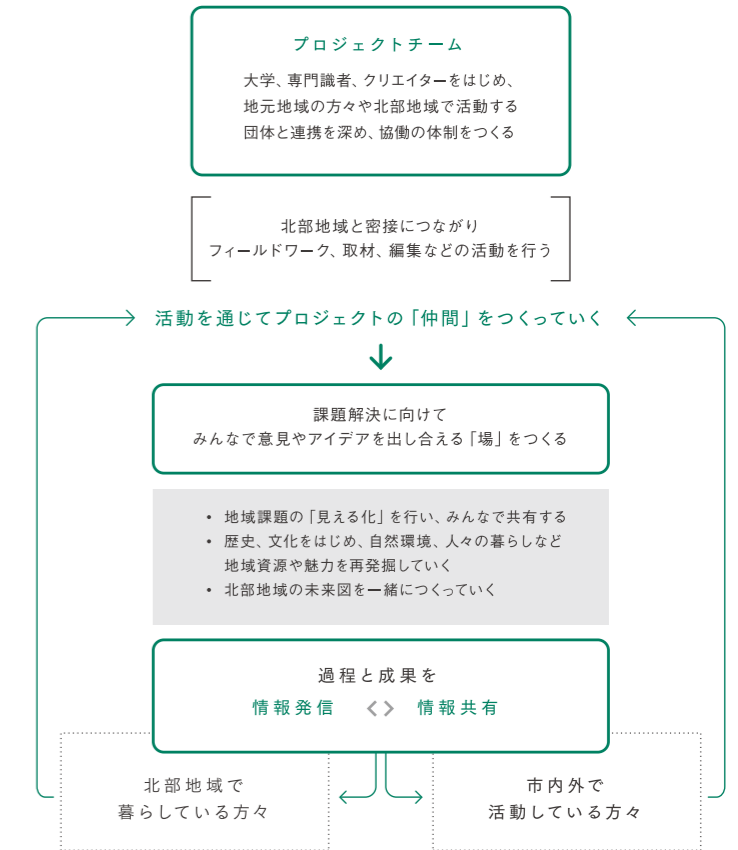 プロジェクトチーム
大学、専門識者、クリエイターをはじめ、
地元地域の方々や北部地域で活動する
団体と連携を深め、協働の体制をつくる
北部地域と密接につながり
フィールドワーク、取材、編集などの活動を行う
活動を通じてプロジェクトの「仲間」をつくっていく
課題解決に向けて
みんなで意見やアイデアを出し合える「場」をつくる
• 地域課題の「見える化」を行い、みんなで共有する
• 歴史、文化をはじめ、自然環境、人々の暮らしなど
地域資源や魅力を再発掘していく
• 北部地域の未来図を一緒につくっていく
過程と成果を
情報発信 <> 情報共有
北部地域で
暮らしている方々
市内外で
活動している方々